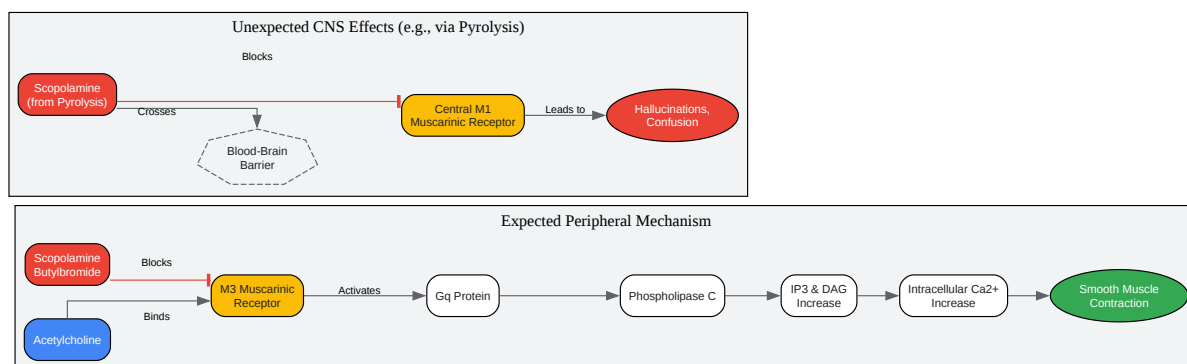 Unexpected CNS Effects (e.g., via Pyrolysis)
Blocks
Scopolamine
(from Pyrolysis)
Crosses
Central M1
Muscarinic Receptor
Leads to
Hallucinations,
Confusion
Blood-Brain
Barrier
Expected Peripheral Mechanism
Scopolamine
Butylbromide
Blocks
M3 Muscarinic
Receptor
Activates
Gq Protein
Phospholipase C
IP3 & DAG
Increase
Intracellular Ca2+
Increase
Smooth Muscle
Contraction
Binds
Acetylcholine